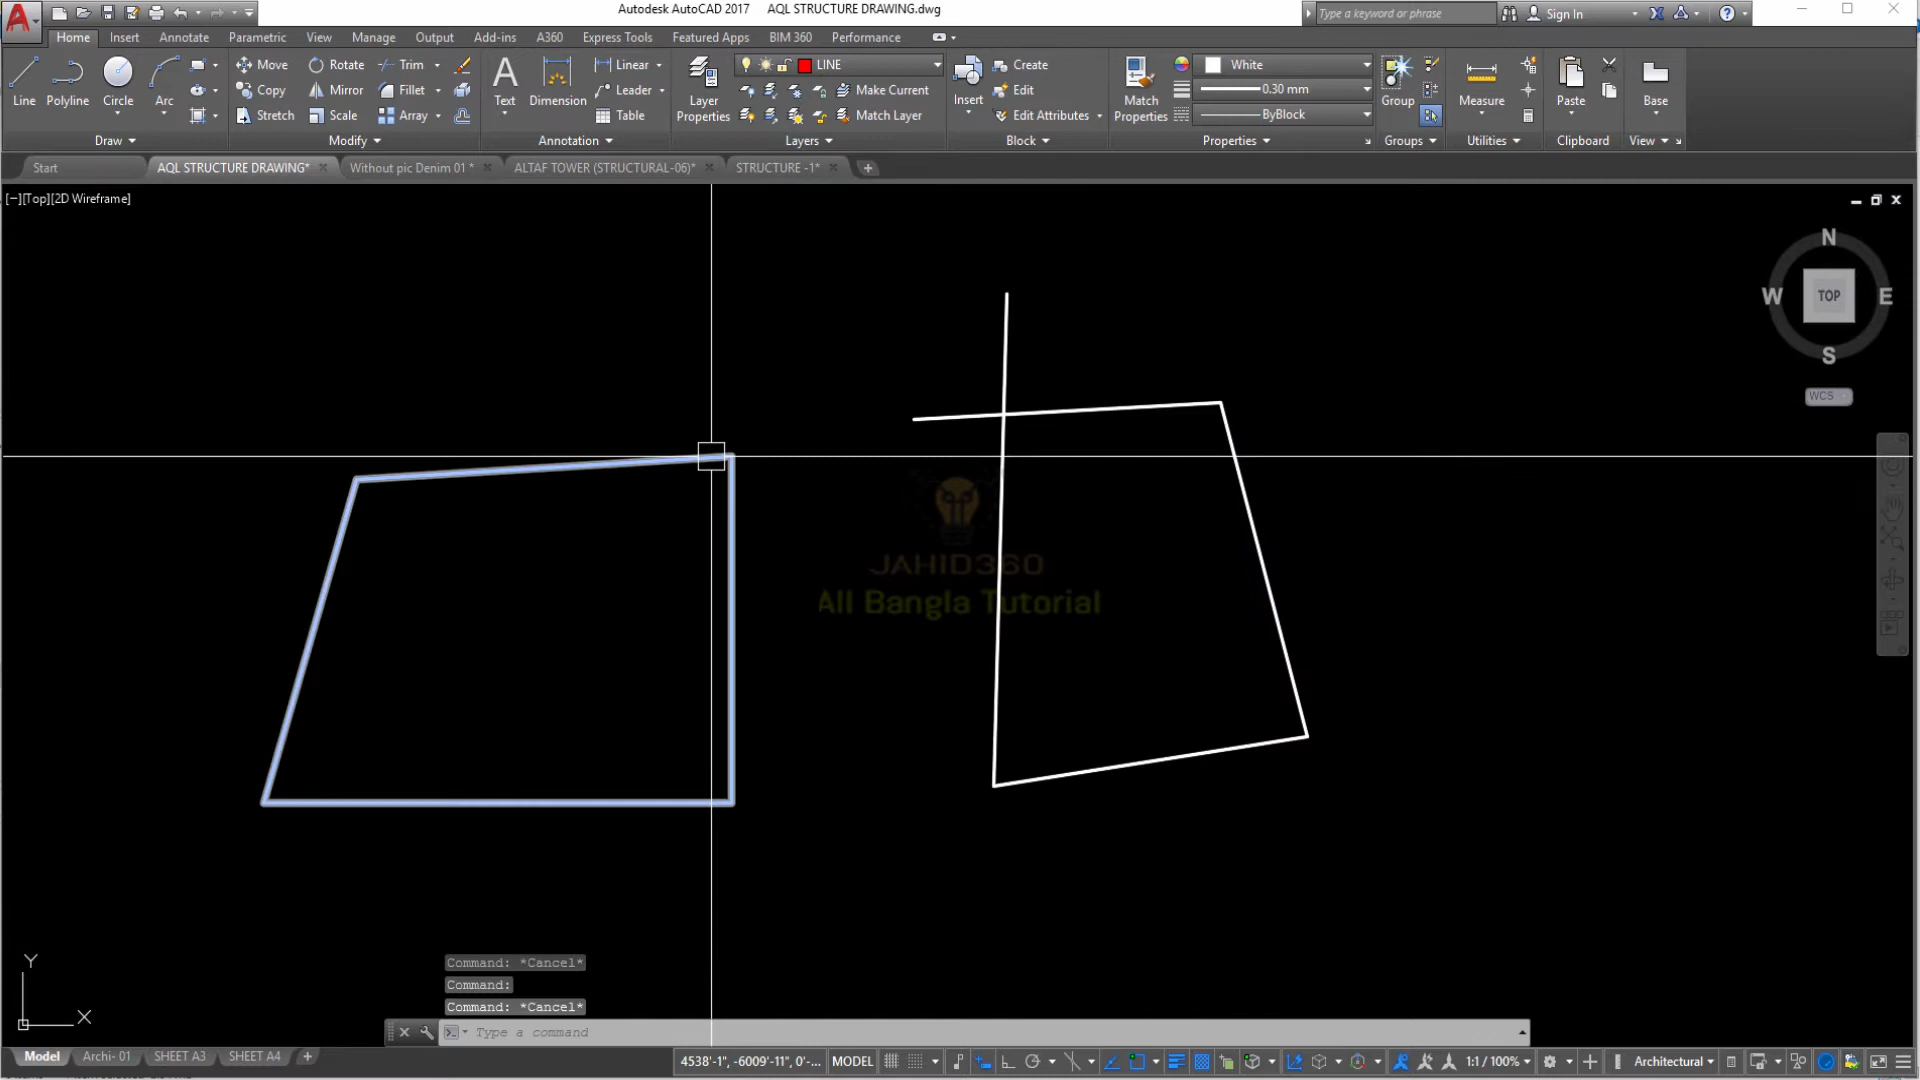 Autodesk AutoCAD 2017 AQL STRUCTURE DRAWING.dwg
Type a keyword or phrase
Sign In
Home Insert Annotate Parametric View Manage Output Add-ins A360 Express Tools Featured Apps BIM 360 Performance
Line Polyline Circle Arc
Draw
Move Rotate Trim
Copy Mirror Fillet
Stretch Scale Array
Modify
Text Dimension
Linear
Leader
Table
Annotation
Layer Properties
LINE
Make Current
Match Layer
Layers
Insert
Create
Edit
Edit Attributes
Block
Match Properties
White
0.30 mm
ByBlock
Properties
Group
Groups
Measure
Utilities
Paste
Clipboard
Base
View
Start AQL STRUCTURE DRAWING* Without pic Denim 01 * ALTAF TOWER (STRUCTURAL-06)* STRUCTURE -1*
[−][Top][2D Wireframe]
N
W TOP E
S
WCS
JAHID360
All Bangla Tutorial
Command: *Cancel*
Command:
Command: *Cancel*
Y
X
Type a command
Model Archi- 01 SHEET A3 SHEET A4
4538'-1", -6009'-11", 0'-... MODEL 1:1 / 100% Architectural